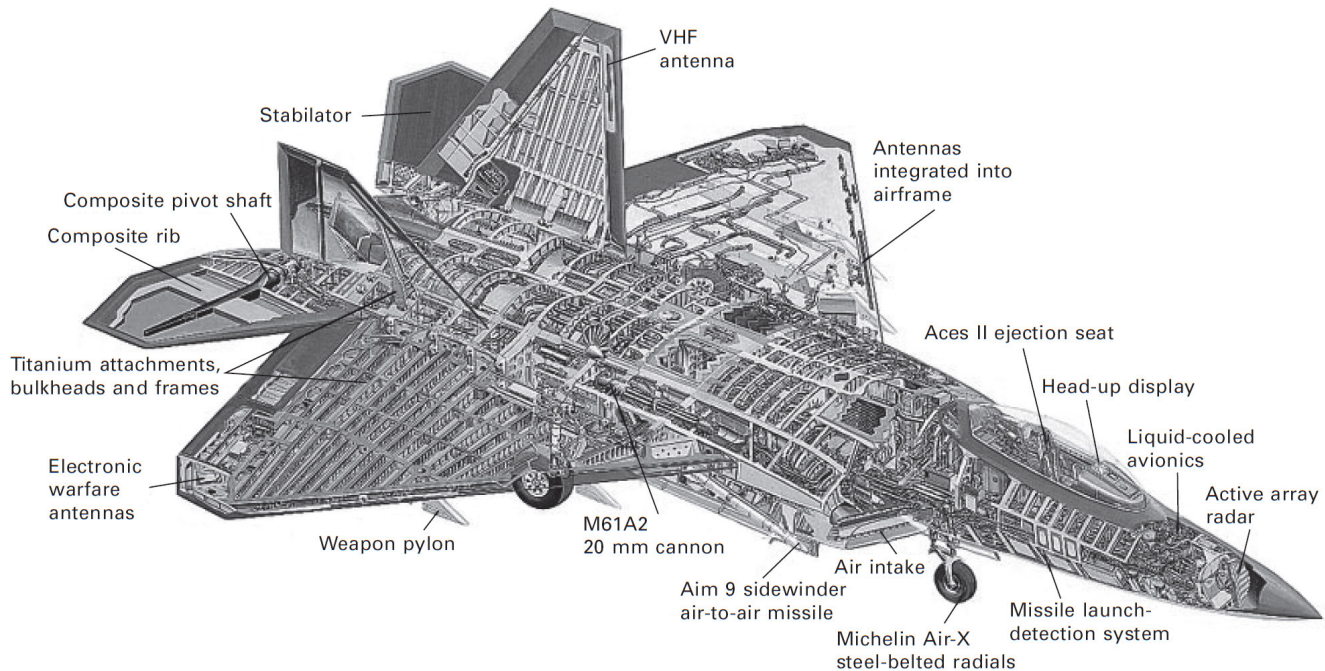 VHF
antenna
Stabilator
Antennas
integrated into
airframe
Composite pivot shaft
Composite rib
Aces II ejection seat
Titanium attachments,
bulkheads and frames
Head-up display
Liquid-cooled
avionics
Electronic
warfare
antennas
Active array
radar
Weapon pylon
M61A2
20 mm cannon
Air intake
Aim 9 sidewinder
air-to-air missile
Missile launch-
detection system
Michelin Air-X
steel-belted radials